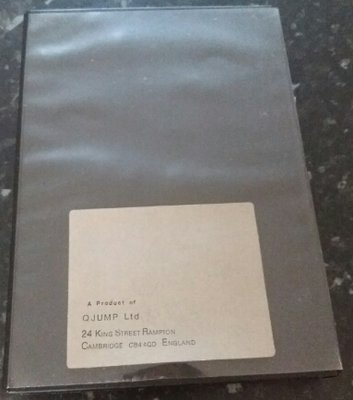 A Product of
QJUMP Ltd
24 KING STREET RAMPTON
CAMBRIDGE CB4 4QD ENGLAND